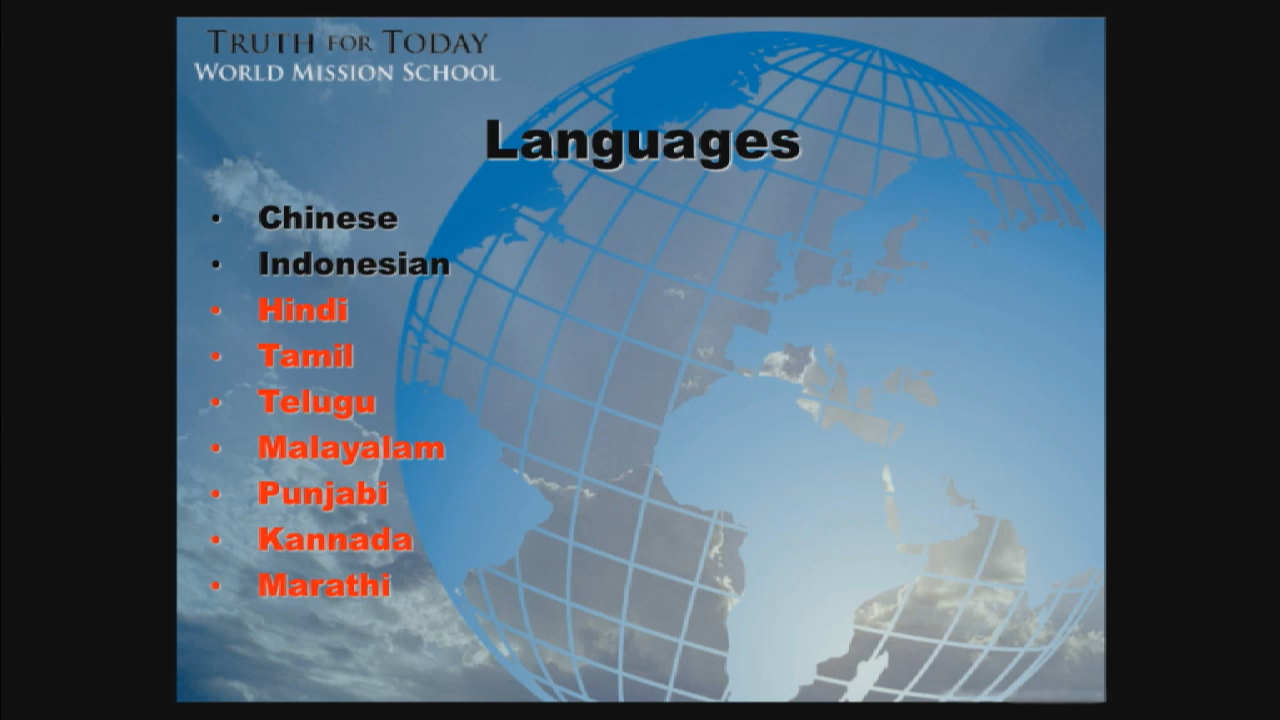 TRUTH FOR TODAY
WORLD MISSION SCHOOL
Languages
• Chinese
• Indonesian
• Hindi
• Tamil
• Telugu
• Malayalam
• Punjabi
• Kannada
• Marathi